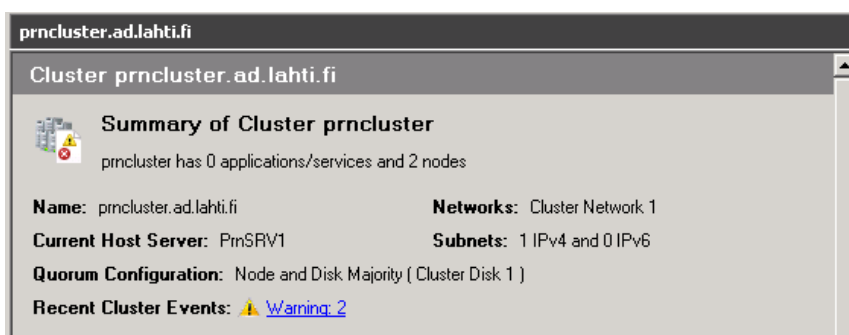 prncluster.ad.lahti.fi
Cluster prncluster.ad.lahti.fi
Summary of Cluster prncluster
prncluster has 0 applications/services and 2 nodes
Name: prncluster.ad.lahti.fi Networks: Cluster Network 1
Current Host Server: PrnSRV1 Subnets: 1 IPv4 and 0 IPv6
Quorum Configuration: Node and Disk Majority ( Cluster Disk 1 )
Recent Cluster Events: Warning: 2